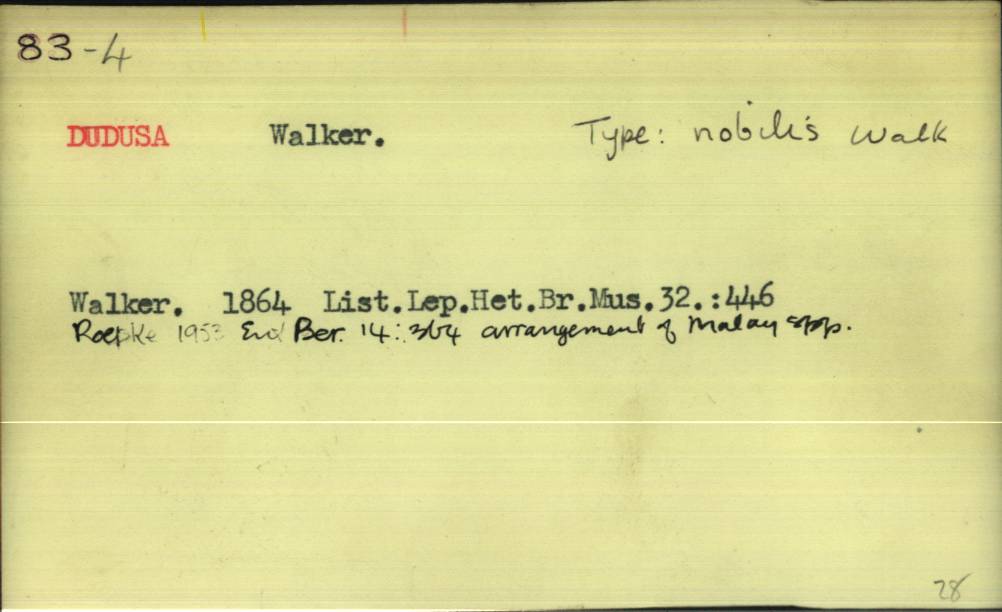 83-4
DUDUSA Walker. Type: nobilis Walk
Walker. 1864 List.Lep.Het.Br.Mus.32.:446
Roepke 1953 Ent Ber. 14: 364 arrangement of Malay spp.
28